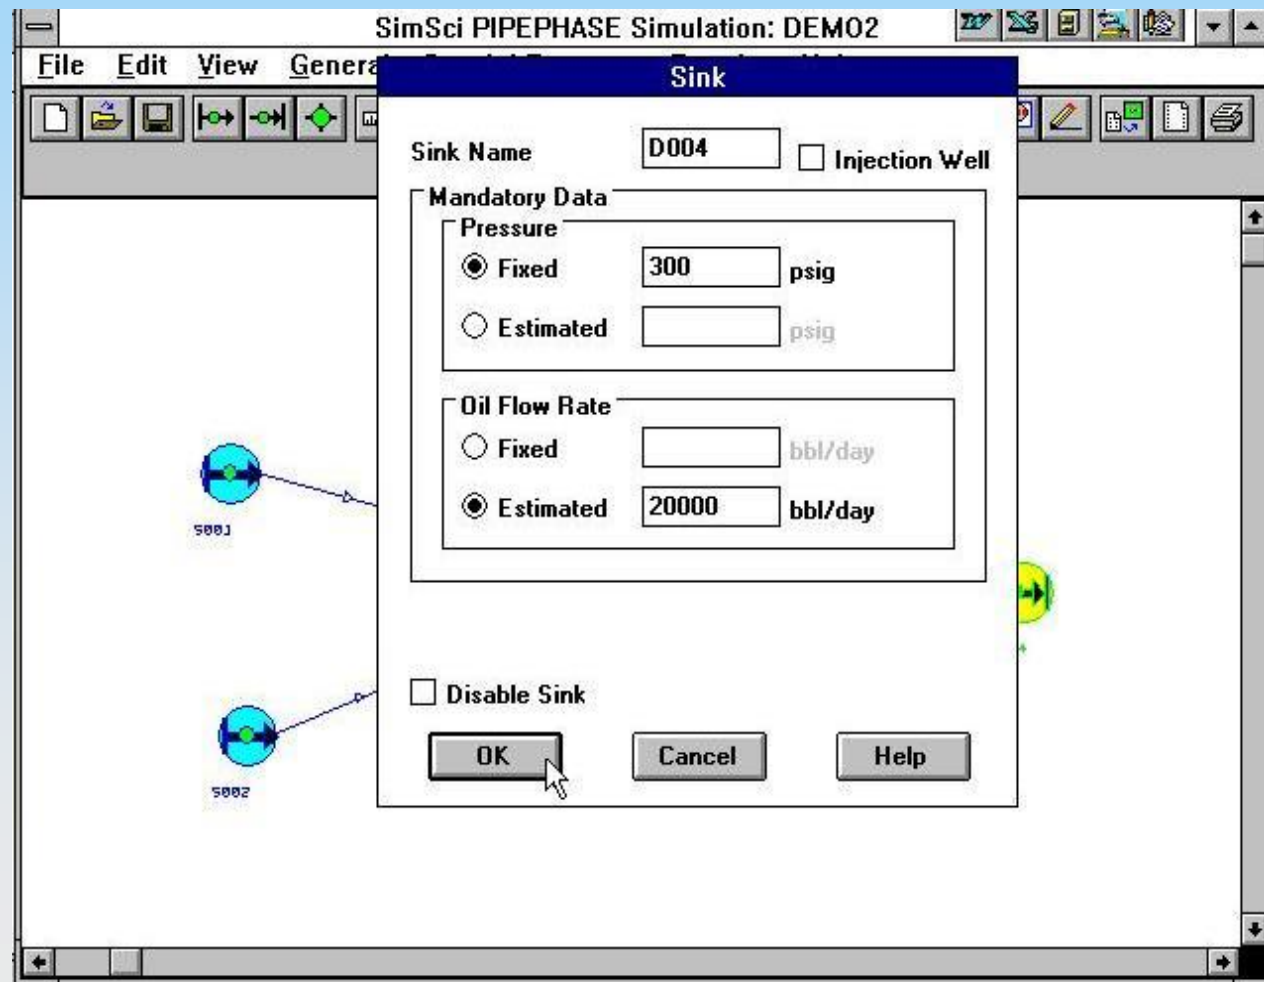 SimSci PIPEPHASE Simulation: DEMO2
File Edit View
Sink
Sink Name D004 Injection Well
Mandatory Data
Pressure
Fixed 300 psig
Estimated psig
Oil Flow Rate
Fixed bbl/day
Estimated 20000 bbl/day
S001
Disable Sink
OK Cancel Help
S002